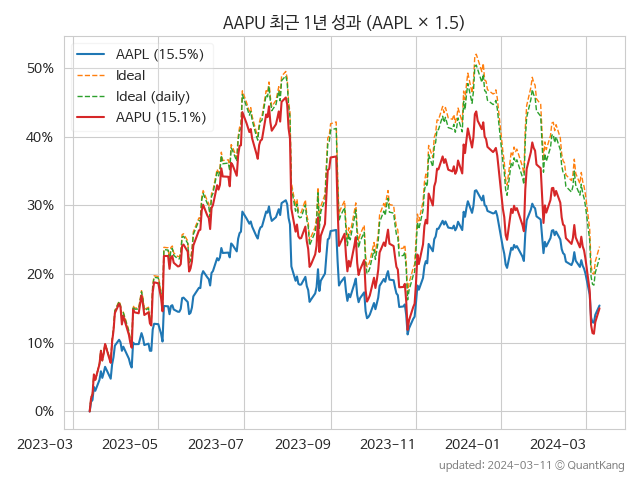 AAPU 최근 1년 성과 (AAPL × 1.5)
AAPL (15.5%)
Ideal
Ideal (daily)
AAPU (15.1%)
50%
40%
30%
20%
10%
0%
2023-03 2023-05 2023-07 2023-09 2023-11 2024-01 2024-03
updated: 2024-03-11 © QuantKang